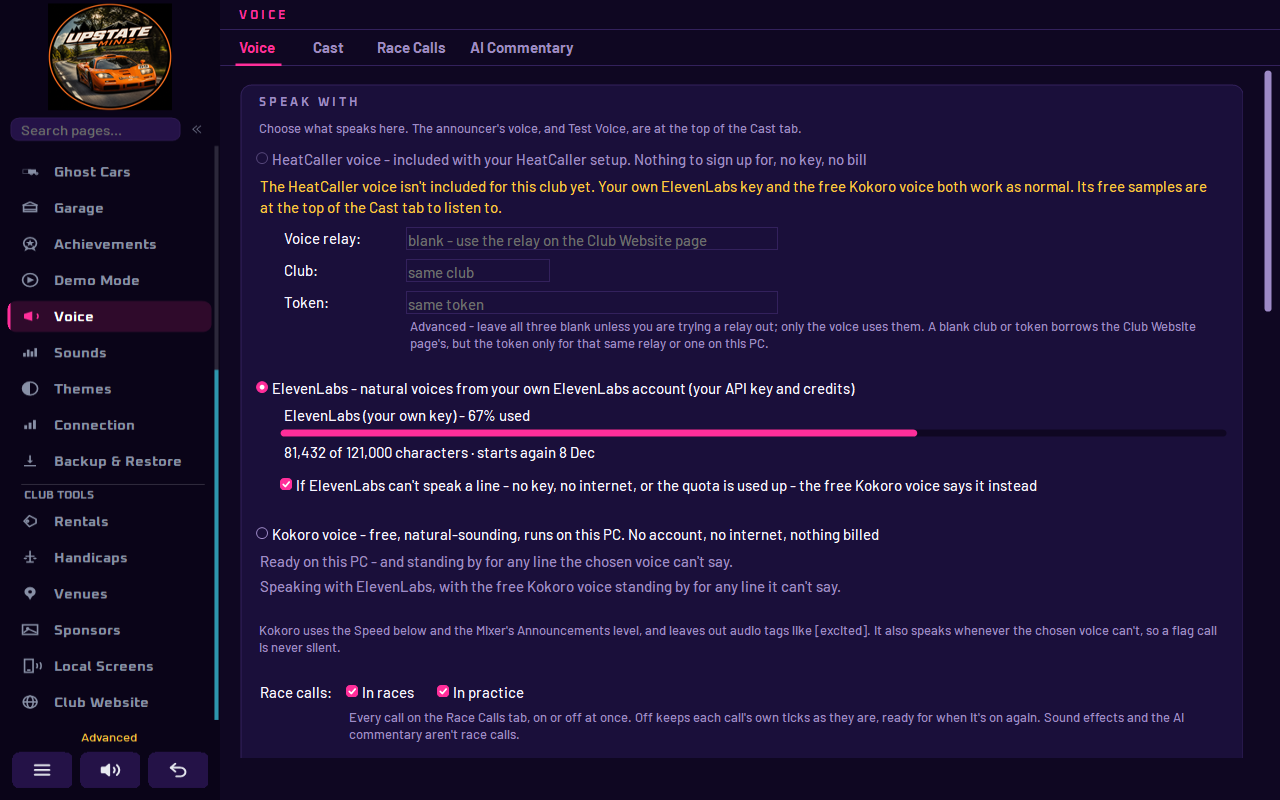 UPSTATE
MINIZ
Search pages...
Ghost Cars
Garage
Achievements
Demo Mode
Voice
Sounds
Themes
Connection
Backup & Restore
CLUB TOOLS
Rentals
Handicaps
Venues
Sponsors
Local Screens
Club Website
Advanced
VOICE
Voice
Cast
Race Calls
AI Commentary
SPEAK WITH
Choose what speaks here. The announcer's voice, and Test Voice, are at the top of the Cast tab.
HeatCaller voice - included with your HeatCaller setup. Nothing to sign up for, no key, no bill
The HeatCaller voice isn't included for this club yet. Your own ElevenLabs key and the free Kokoro voice both work as normal. Its free samples are
at the top of the Cast tab to listen to.
Voice relay: blank - use the relay on the Club Website page
Club: same club
Token: same token
Advanced - leave all three blank unless you are trying a relay out; only the voice uses them. A blank club or token borrows the Club Website
page's, but the token only for that same relay or one on this PC.
ElevenLabs - natural voices from your own ElevenLabs account (your API key and credits)
ElevenLabs (your own key) - 67% used
81,432 of 121,000 characters · starts again 8 Dec
If ElevenLabs can't speak a line - no key, no internet, or the quota is used up - the free Kokoro voice says it instead
Kokoro voice - free, natural-sounding, runs on this PC. No account, no internet, nothing billed
Ready on this PC - and standing by for any line the chosen voice can't say.
Speaking with ElevenLabs, with the free Kokoro voice standing by for any line it can't say.
Kokoro uses the Speed below and the Mixer's Announcements level, and leaves out audio tags like [excited]. It also speaks whenever the chosen voice can't, so a flag call
is never silent.
Race calls: In races In practice
Every call on the Race Calls tab, on or off at once. Off keeps each call's own ticks as they are, ready for when it's on again. Sound effects and the AI
commentary aren't race calls.